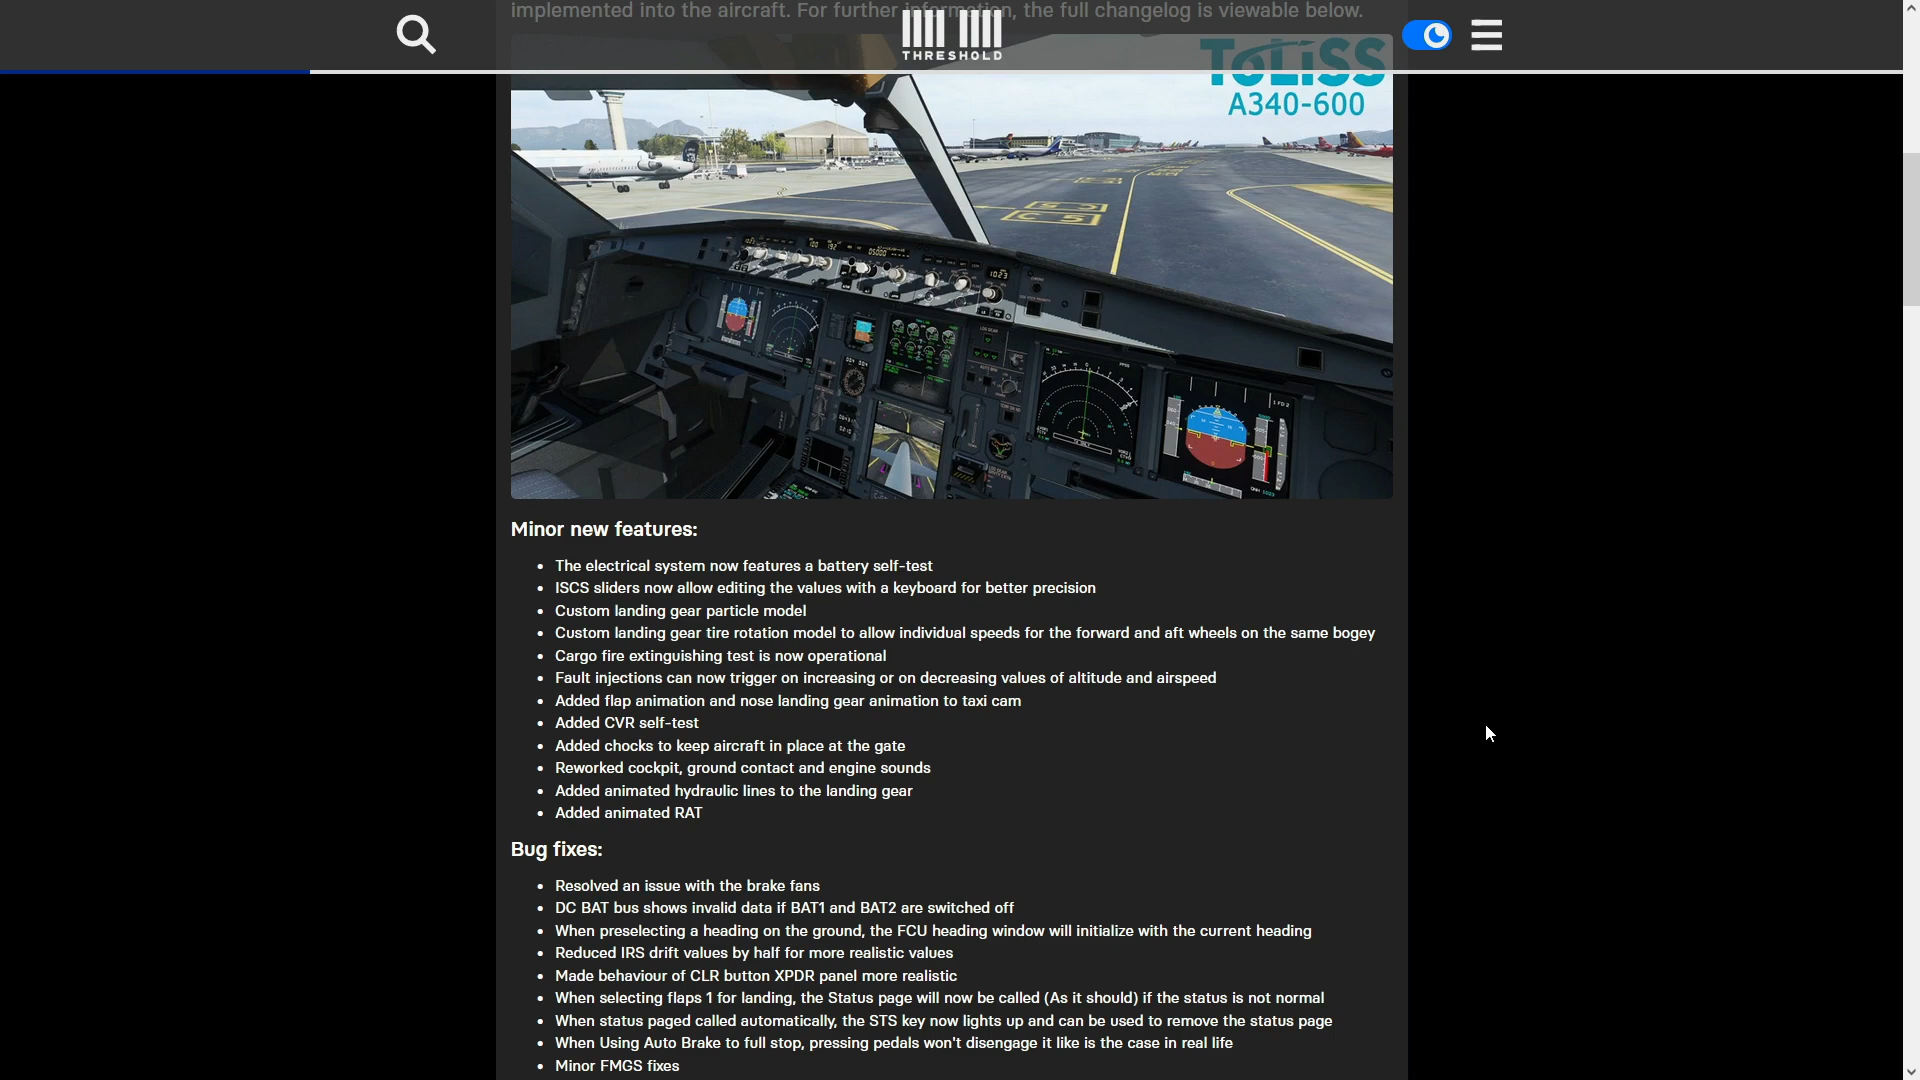 implemented into the aircraft. For further information, the full changelog is viewable below.
THRESHOLD
TOLISS
A340-600
Minor new features:
• The electrical system now features a battery self-test
• ISCS sliders now allow editing the values with a keyboard for better precision
• Custom landing gear particle model
• Custom landing gear tire rotation model to allow individual speeds for the forward and aft wheels on the same bogey
• Cargo fire extinguishing test is now operational
• Fault injections can now trigger on increasing or on decreasing values of altitude and airspeed
• Added flap animation and nose landing gear animation to taxi cam
• Added CVR self-test
• Added chocks to keep aircraft in place at the gate
• Reworked cockpit, ground contact and engine sounds
• Added animated hydraulic lines to the landing gear
• Added animated RAT
Bug fixes:
• Resolved an issue with the brake fans
• DC BAT bus shows invalid data if BAT1 and BAT2 are switched off
• When preselecting a heading on the ground, the FCU heading window will initialize with the current heading
• Reduced IRS drift values by half for more realistic values
• Made behaviour of CLR button XPDR panel more realistic
• When selecting flaps 1 for landing, the Status page will now be called (As it should) if the status is not normal
• When status paged called automatically, the STS key now lights up and can be used to remove the status page
• When Using Auto Brake to full stop, pressing pedals won't disengage it like is the case in real life
• Minor FMGS fixes